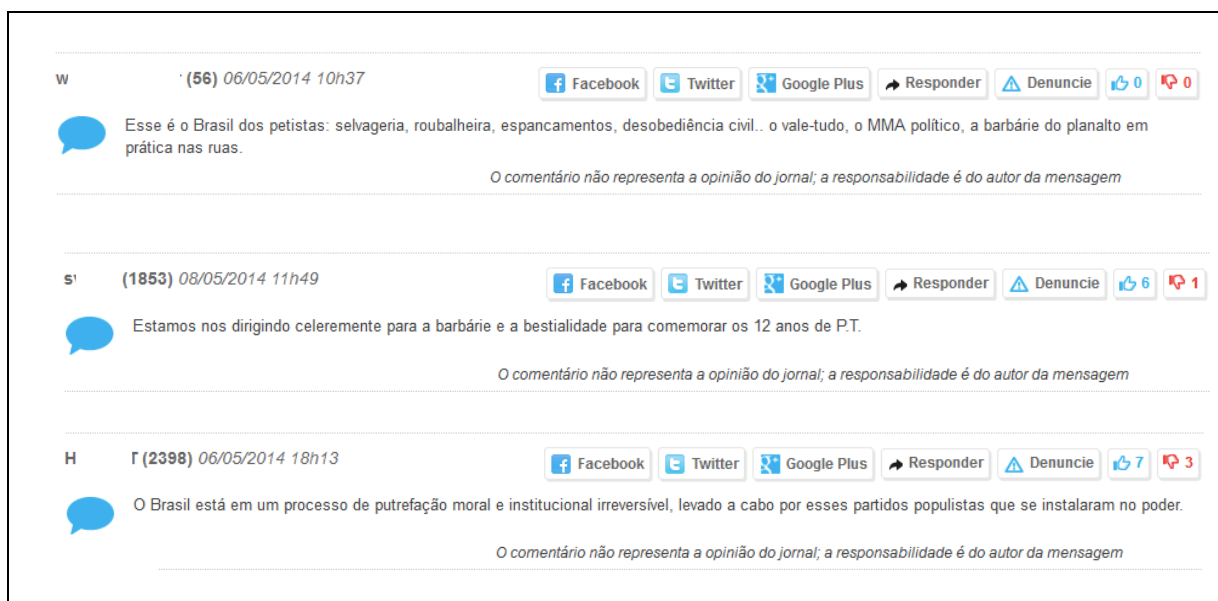 w (56) 06/05/2014 10h37 Facebook Twitter Google Plus Responder Denuncie 0 0
Esse é o Brasil dos petistas: selvageria, roubalheira, espancamentos, desobediência civil.. o vale-tudo, o MMA político, a barbárie do planalto em
prática nas ruas.
O comentário não representa a opinião do jornal; a responsabilidade é do autor da mensagem
s (1853) 08/05/2014 11h49 Facebook Twitter Google Plus Responder Denuncie 6 1
Estamos nos dirigindo celeremente para a barbárie e a bestialidade para comemorar os 12 anos de P.T.
O comentário não representa a opinião do jornal; a responsabilidade é do autor da mensagem
H T (2398) 06/05/2014 18h13 Facebook Twitter Google Plus Responder Denuncie 7 3
O Brasil está em um processo de putrefação moral e institucional irreversível, levado a cabo por esses partidos populistas que se instalaram no poder.
O comentário não representa a opinião do jornal; a responsabilidade é do autor da mensagem